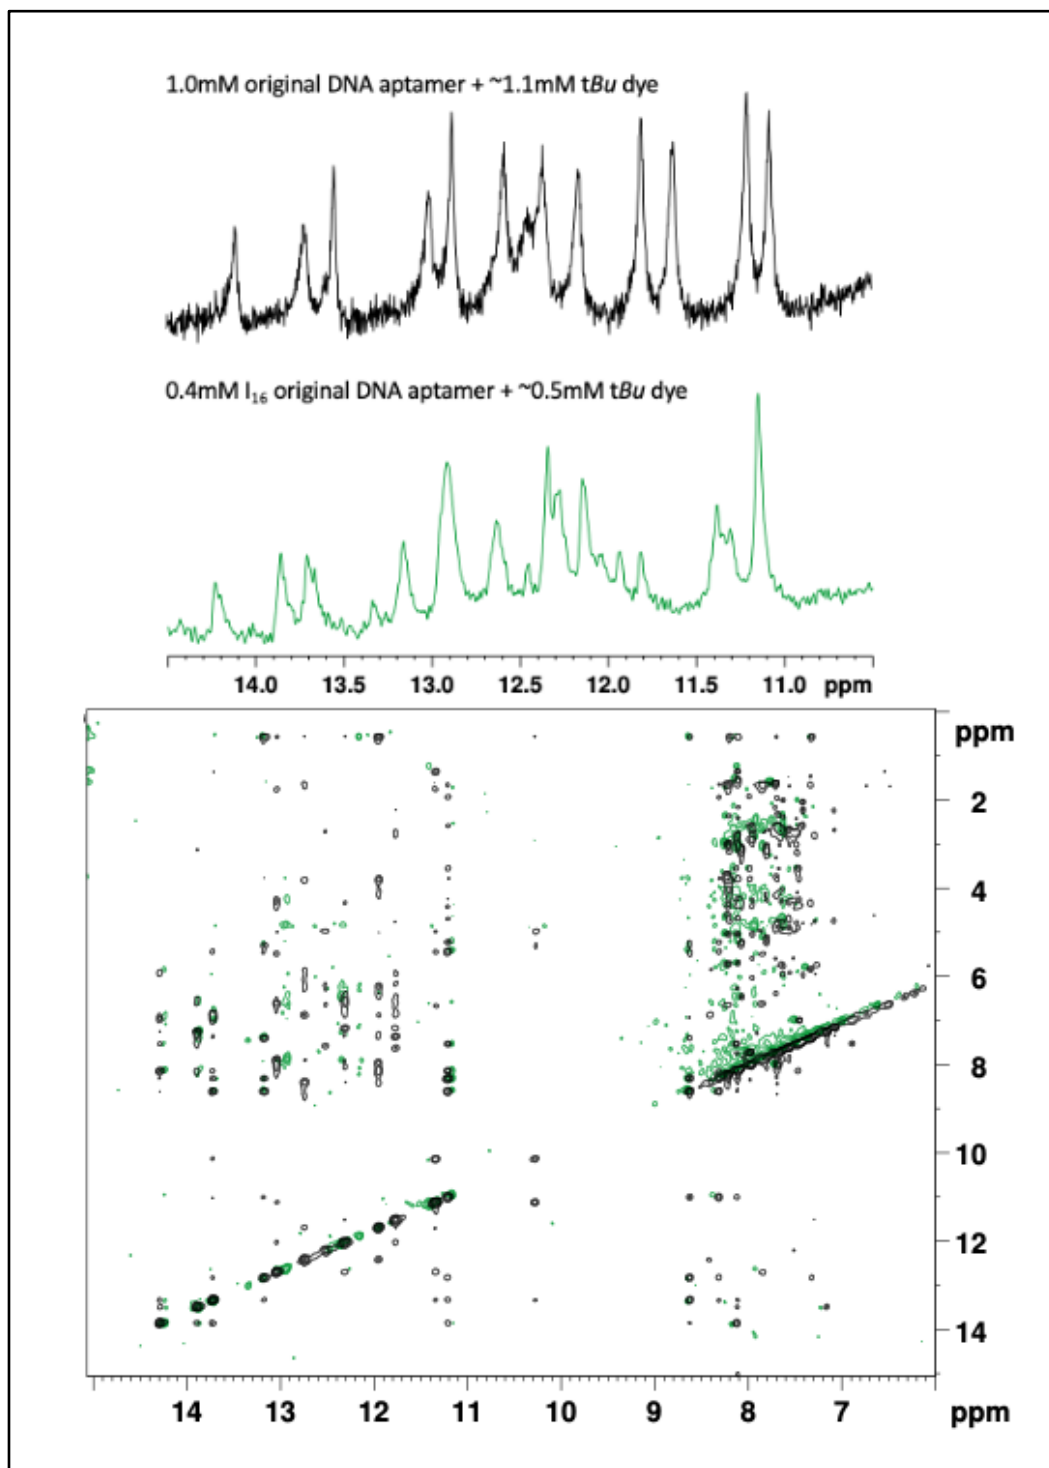 1.0mM original DNA aptamer + ~1.1mM tBu dye
0.4mM I₁₆ original DNA aptamer + ~0.5mM tBu dye
14.0 13.5 13.0 12.5 12.0 11.5 11.0 ppm
ppm
2
4
6
8
10
12
14
14 13 12 11 10 9 8 7 ppm